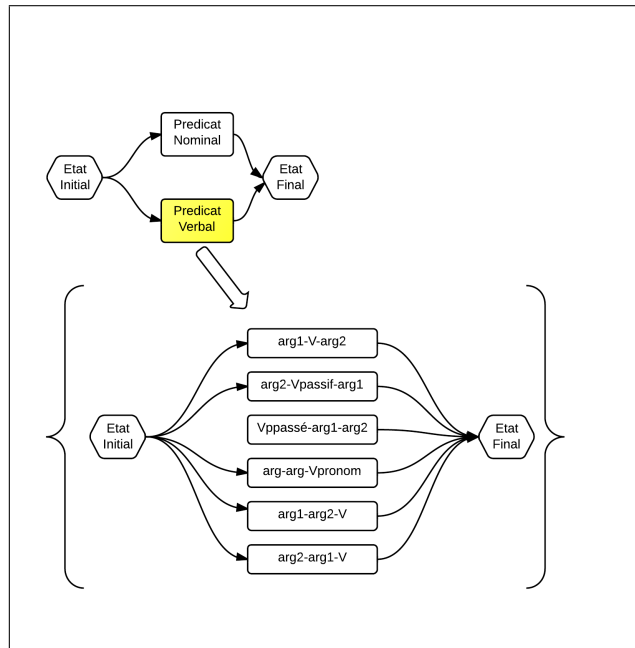 Predicat
Nominal
Etat
Initial
Etat
Final
Predicat
Verbal
arg1-V-arg2
arg2-Vpassif-arg1
Etat
Initial
Vppassé-arg1-arg2
Etat
Final
arg-arg-Vpronom
arg1-arg2-V
arg2-arg1-V